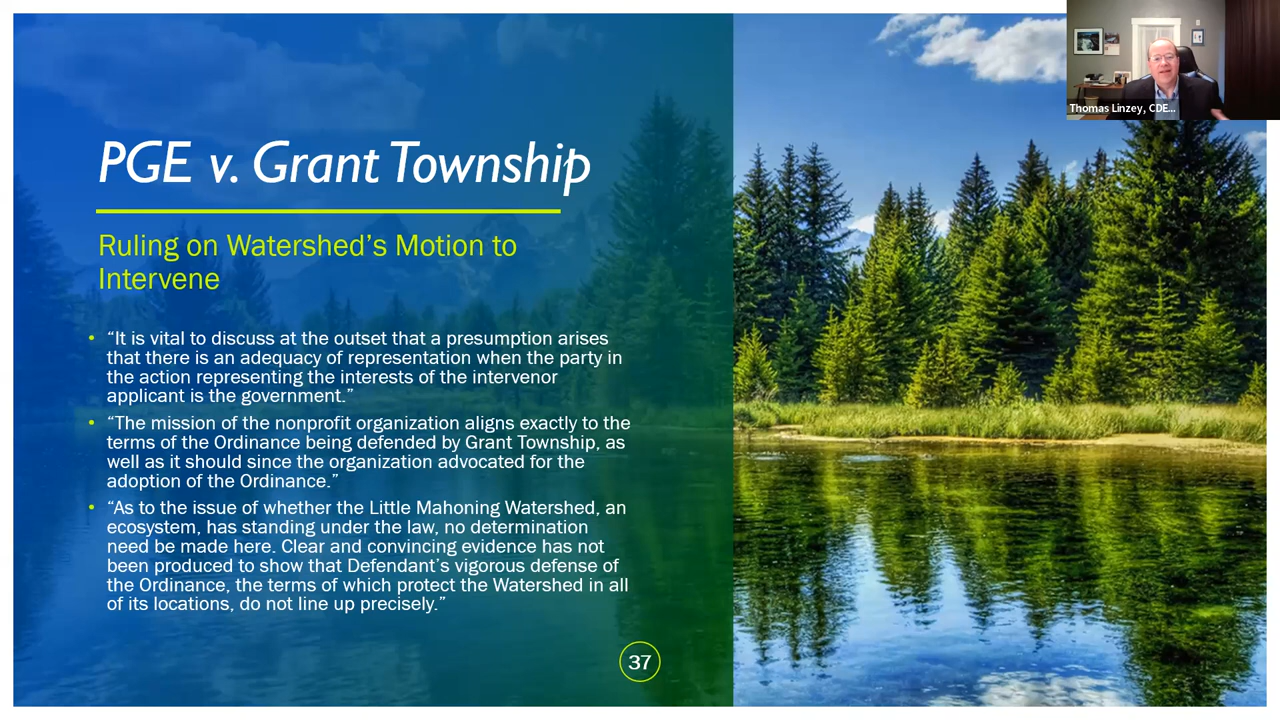 Thomas Linzey, CDE...
PGE v. Grant Township
Ruling on Watershed’s Motion to
Intervene
• “It is vital to discuss at the outset that a presumption arises
that there is an adequacy of representation when the party in
the action representing the interests of the intervenor
applicant is the government.”
• “The mission of the nonprofit organization aligns exactly to the
terms of the Ordinance being defended by Grant Township, as
well as it should since the organization advocated for the
adoption of the Ordinance.”
• “As to the issue of whether the Little Mahoning Watershed, an
ecosystem, has standing under the law, no determination
need be made here. Clear and convincing evidence has not
been produced to show that Defendant’s vigorous defense of
the Ordinance, the terms of which protect the Watershed in all
of its locations, do not line up precisely.”
37